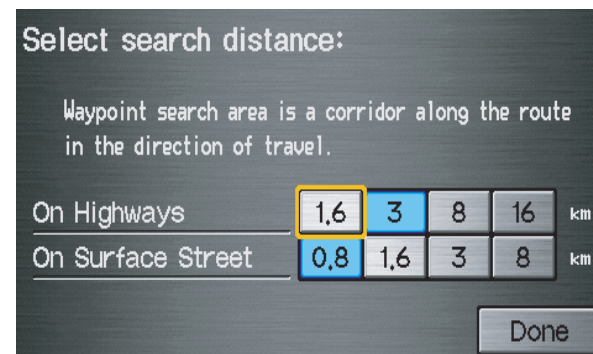 Select search distance:
Waypoint search area is a corridor along the route
in the direction of travel.
On Highways 1.6 3 8 16 km
On Surface Street 0.8 1.6 3 8 km
Done